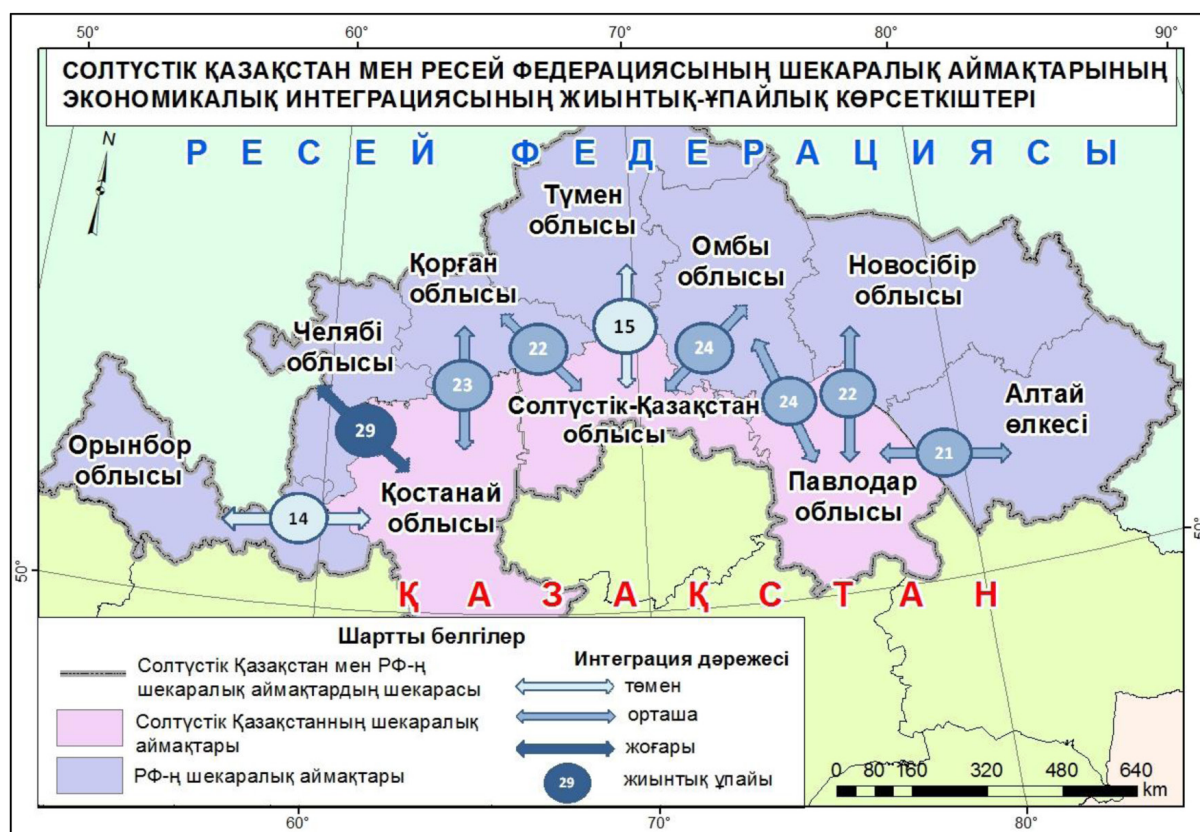 50°
60°
70°
80°
90°
СОЛТҮСТІК ҚАЗАҚСТАН МЕН РЕСЕЙ ФЕДЕРАЦИЯСЫНЫҢ ШЕКАРАЛЫҚ АЙМАҚТАРЫНЫҢ
ЭКОНОМИКАЛЫҚ ИНТЕГРАЦИЯСЫНЫҢ ЖИЫНТЫҚ-ҰПАЙЛЫҚ КӨРСЕТКІШТЕРІ
N
РЕСЕЙ ФЕДЕРАЦИЯСЫ
Түмен
облысы
Омбы
облысы
Қорған
облысы
Новосібір
облысы
Челябі
облысы
15
22
24
23
Солтүстік-Қазақстан
облысы
24
22
Алтай
өлкесі
29
21
Орынбор
облысы
Қостанай
облысы
Павлодар
облысы
14
50°
50°
ҚАЗАҚСТАН
Шартты белгілер
Солтүстік Қазақстан мен РФ-ң
шекаралық аймақтардың шекарасы
Солтүстік Қазақстанның шекаралық
аймақтары
РФ-ң шекаралық аймақтары
Интеграция дәрежесі
төмен
орташа
жоғары
29
жиынтық ұпайы
0 80 160 320 480 640
km
60°
70°
80°